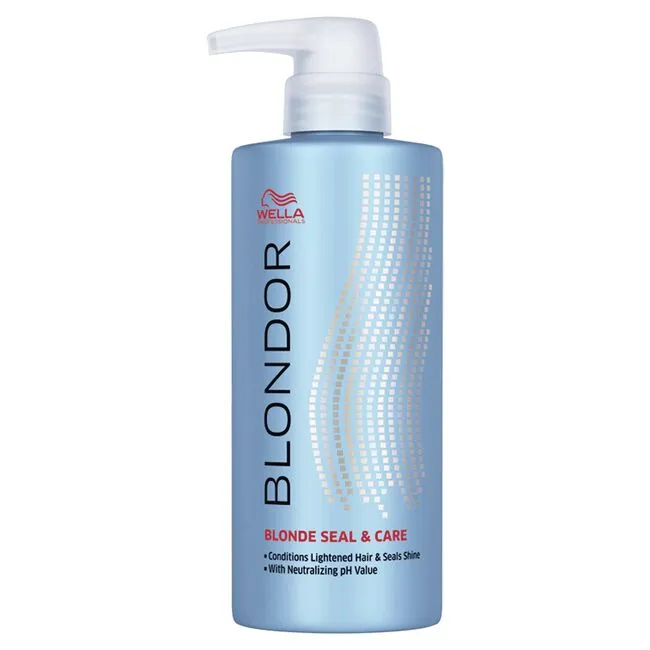 WELLA
PROFESSIONALS
BLONDOR
BLONDE SEAL & CARE
• Conditions Lightened Hair & Seals Shine
• With Neutralizing pH Value